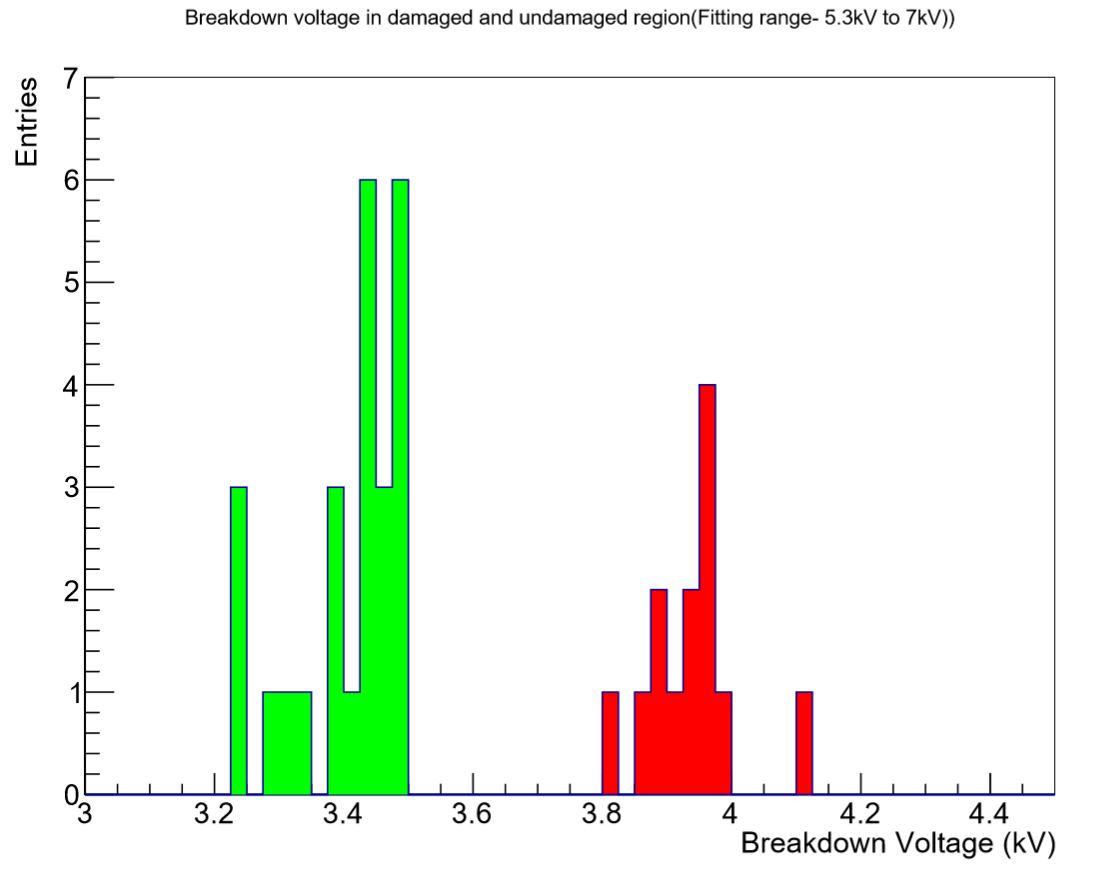 Breakdown voltage in damaged and undamaged region(Fitting range- 5.3kV to 7kV))
Entries
7
6
5
4
3
2
1
0
3 3.2 3.4 3.6 3.8 4 4.2 4.4
Breakdown Voltage (kV)